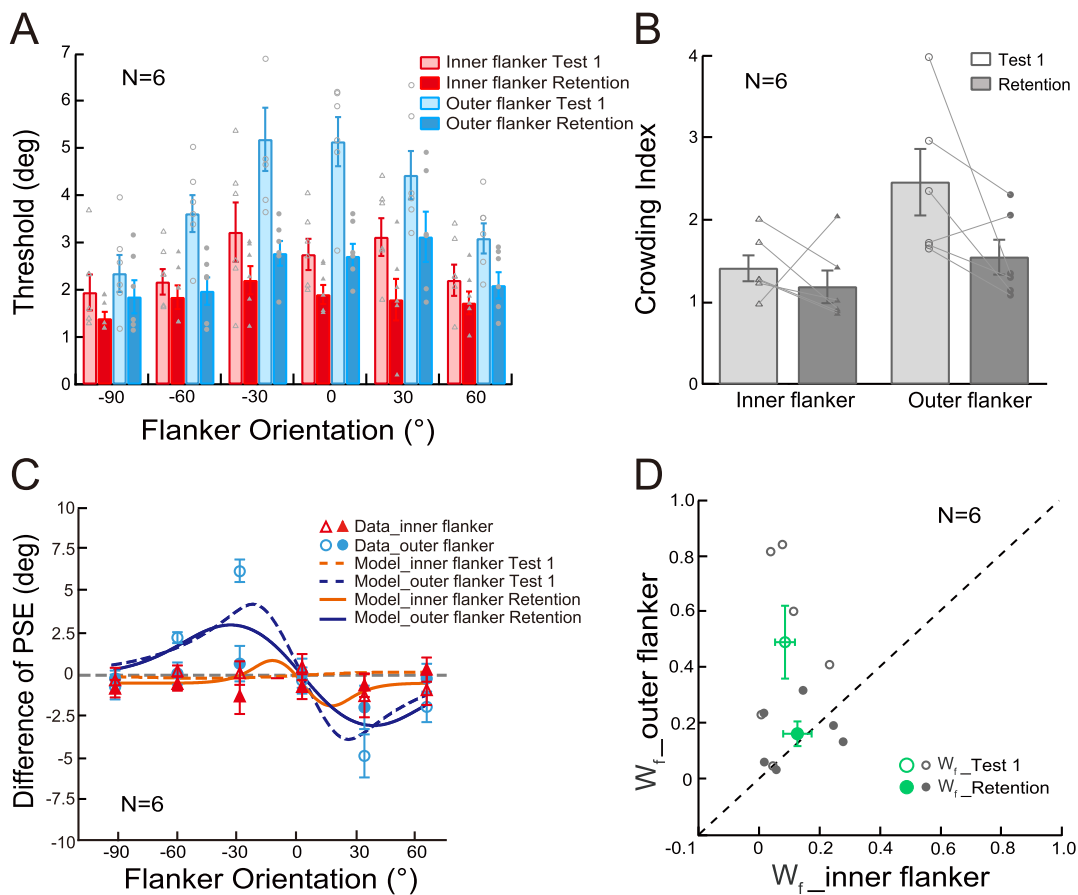 A
N=6
Inner flanker Test 1
Inner flanker Retention
Outer flanker Test 1
Outer flanker Retention
Threshold (deg)
7
6
5
4
3
2
1
0
-90 -60 -30 0 30 60
Flanker Orientation (°)
B
N=6
Test 1
Retention
Crowding Index
4
3
2
1
0
Inner flanker Outer flanker
C
Data_inner flanker
Data_outer flanker
Model_inner flanker Test 1
Model_outer flanker Test 1
Model_inner flanker Retention
Model_outer flanker Retention
Difference of PSE (deg)
10
7.5
5
2.5
0
-2.5
-5
-7.5
-10
N=6
-90 -60 -30 0 30 60
Flanker Orientation (°)
D
N=6
W_f_outer flanker
1.0
0.8
0.6
0.4
0.2
0
W_f_Test 1
W_f_Retention
-0.1 0 0.2 0.4 0.6 0.8 1.0
W_f_inner flanker